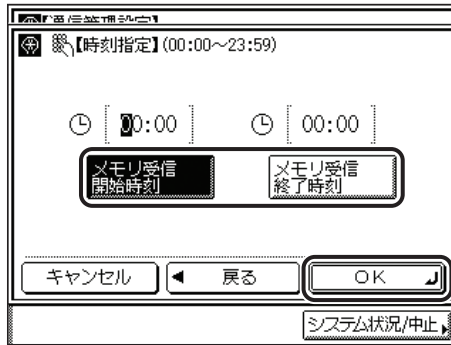 【通信管理設定】
【時刻指定】(00:00～23:59)
00:00 00:00
メモリ受信 開始時刻
メモリ受信 終了時刻
キャンセル ◀ 戻る OK
システム状況/中止